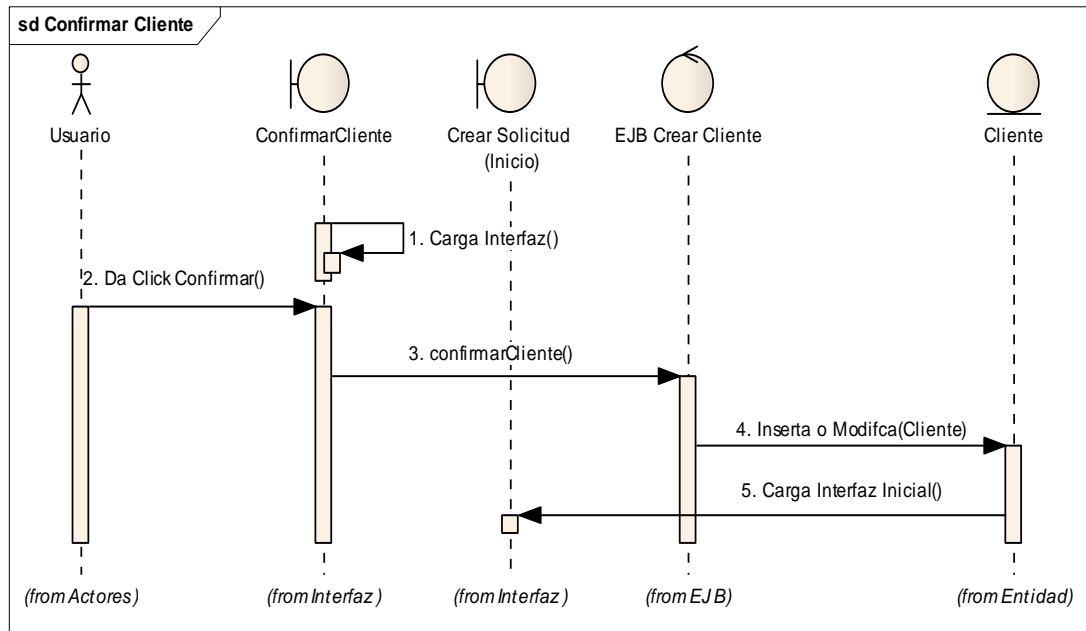 sd Confirmar Cliente
Usuario
ConfirmarCliente
Crear Solicitud
(Inicio)
EJB Crear Cliente
Cliente
1. Carga Interfaz()
2. Da Click Confirmar()
3. confirmarCliente()
4. Inserta o Modifca(Cliente)
5. Carga Interfaz Inicial()
(from Actores)
(from Interfaz)
(from Interfaz)
(from EJB)
(from Entidad)